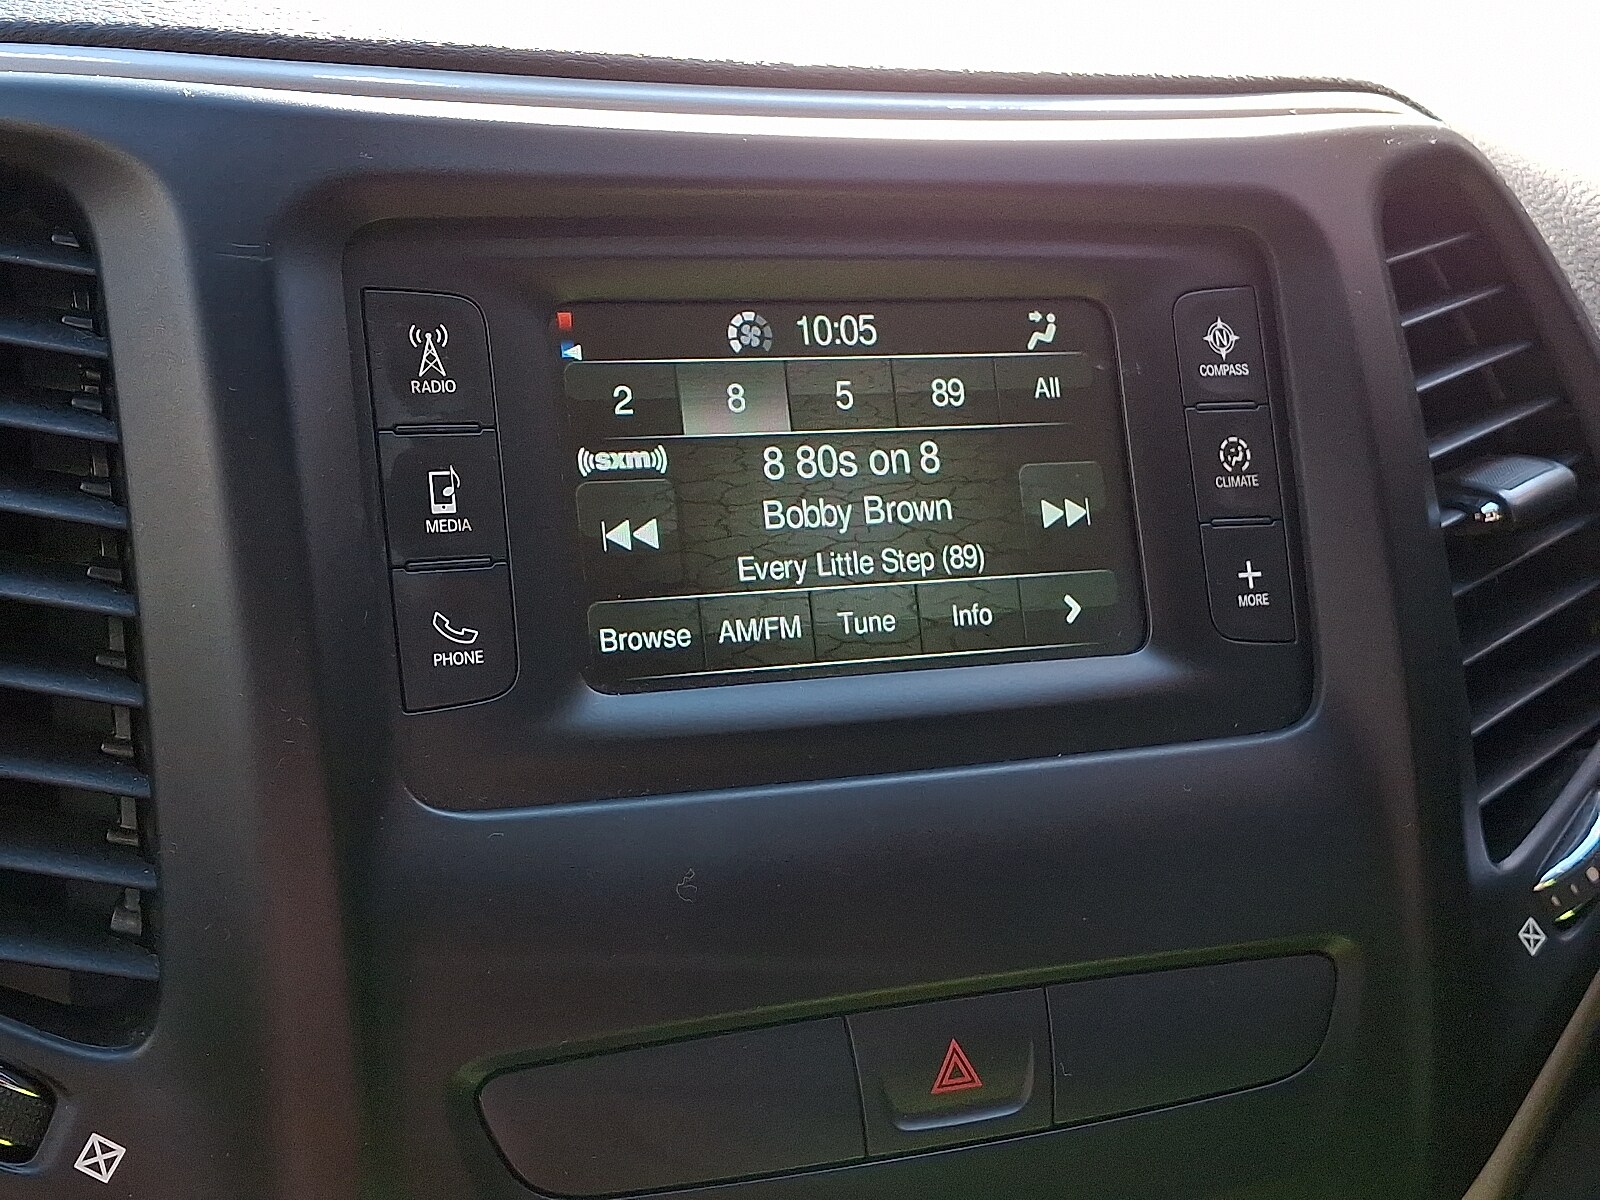 10:05
2 8 5 89 All
RADIO
COMPASS
sxm 8 80s on 8
Bobby Brown
MEDIA
CLIMATE
Every Little Step (89)
Browse AM/FM Tune Info
PHONE
N
MORE